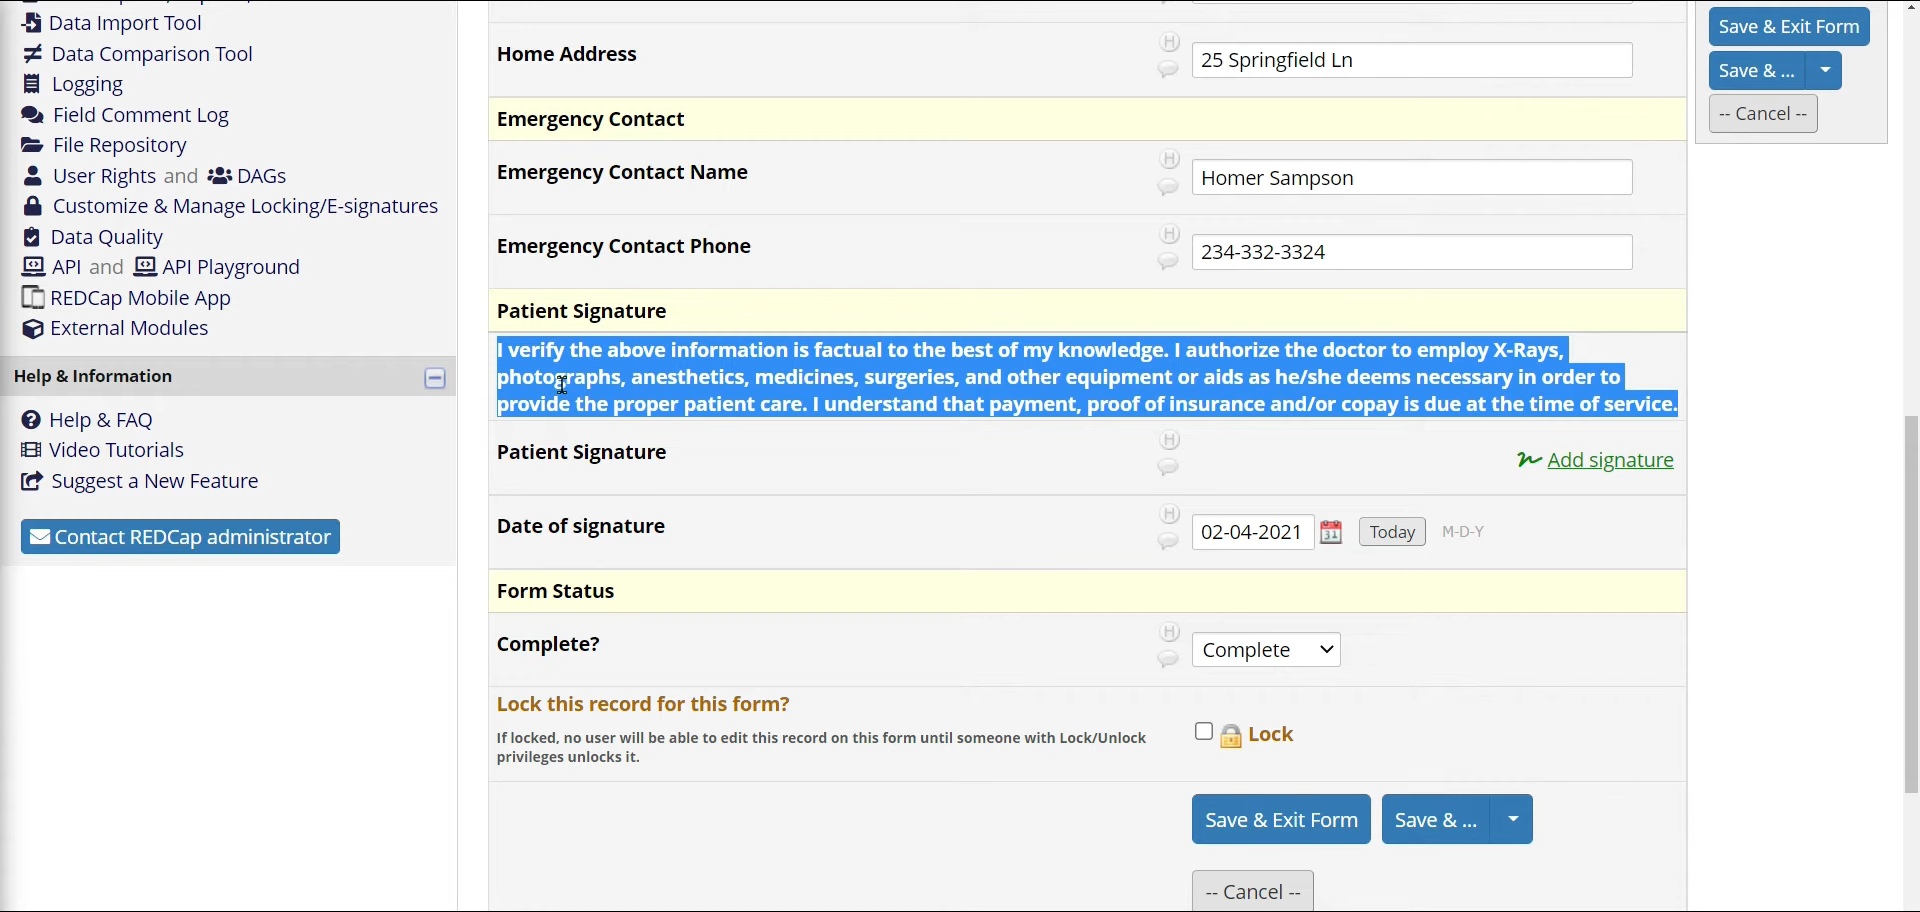 Data Import Tool
Data Comparison Tool
Logging
Field Comment Log
File Repository
User Rights and DAGs
Customize & Manage Locking/E-signatures
Data Quality
API and API Playground
REDCap Mobile App
External Modules
Help & Information
Help & FAQ
Video Tutorials
Suggest a New Feature
Contact REDCap administrator
Home Address
H
25 Springfield Ln
Emergency Contact
Emergency Contact Name
H
Homer Sampson
Emergency Contact Phone
H
234-332-3324
Patient Signature
I verify the above information is factual to the best of my knowledge. I authorize the doctor to employ X-Rays,
photographs, anesthetics, medicines, surgeries, and other equipment or aids as he/she deems necessary in order to
provide the proper patient care. I understand that payment, proof of insurance and/or copay is due at the time of service.
Patient Signature
H
Add signature
Date of signature
H
02-04-2021
31
Today
M-D-Y
Form Status
Complete?
H
Complete
Lock this record for this form?
If locked, no user will be able to edit this record on this form until someone with Lock/Unlock
privileges unlocks it.
Lock
Save & Exit Form
Save & ...
-- Cancel --
Save & Exit Form
Save & ...
-- Cancel --